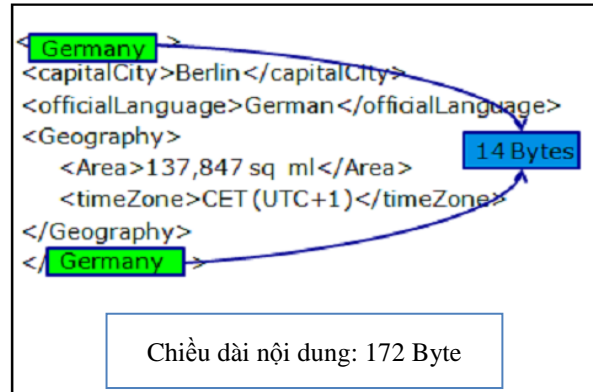 <Germany>
<capitalCity>Berlin</capitalCity>
<officialLanguage>German</officialLanguage>
<Geography>
14 Bytes
<Area>137,847 sq ml</Area>
<timeZone>CET (UTC+1)</timeZone>
</Geography>
</Germany>
Chiều dài nội dung: 172 Byte